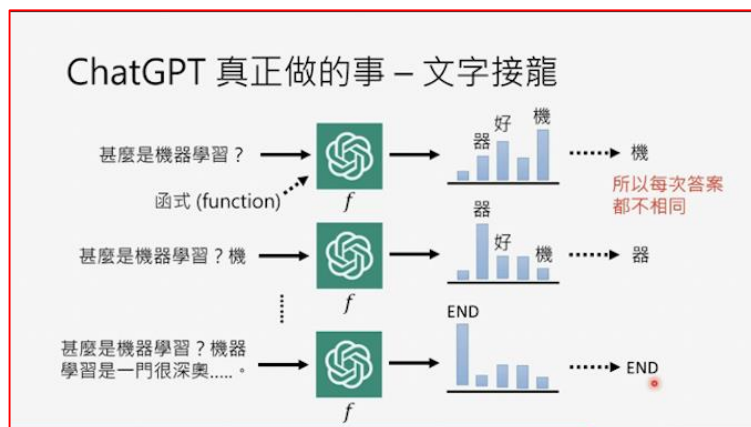 ChatGPT 真正做的事 – 文字接龍
甚麼是機器學習？
函式 (function)
f
器
好
機
機
所以每次答案
都不相同
甚麼是機器學習？機
f
器
好
機
器
甚麼是機器學習？機器
學習是一門很深奧…..。
f
END
END